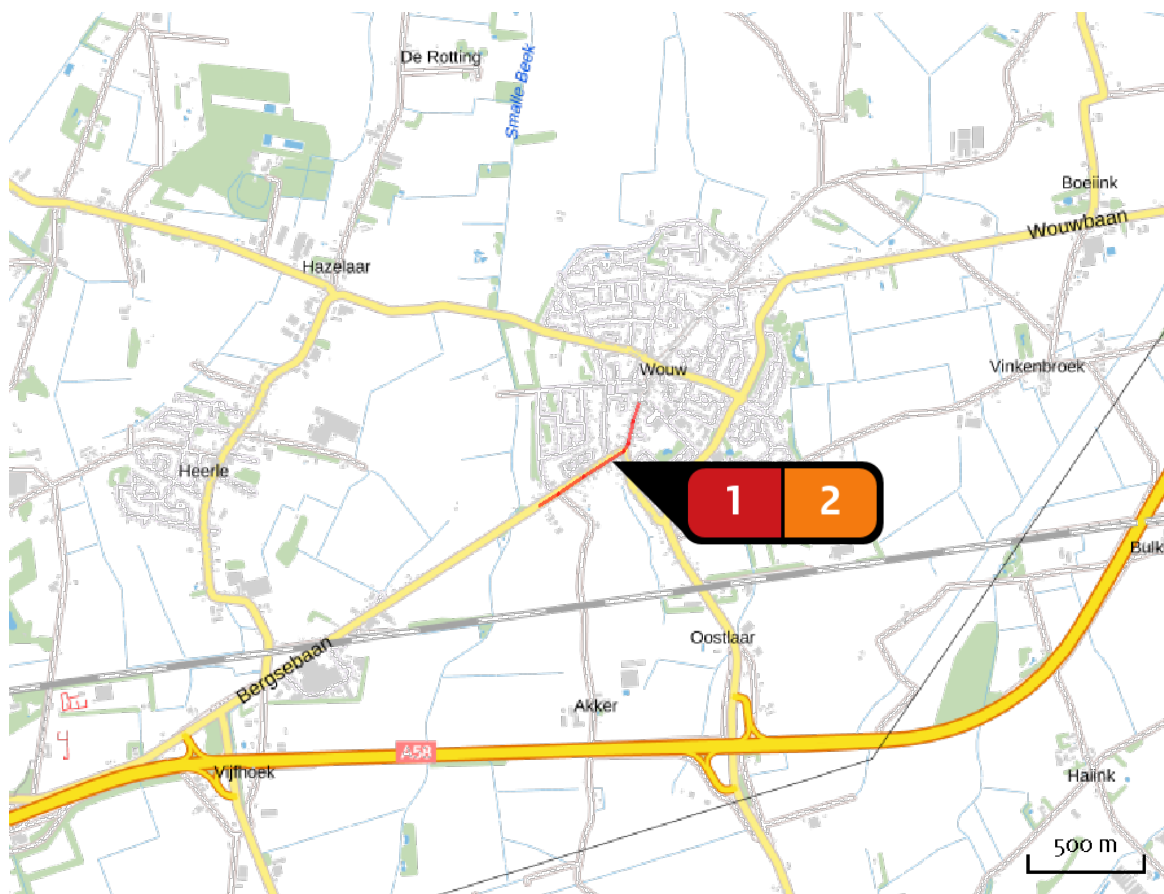 De Rotting
Smalle Beek
Boeiink
Wouwbaan
Hazelaar
Wouw
Vinkenbroek
Heerle
1 2
Bulk
Oostlaar
Bergsebaan
Akker
A58
Vijfhoek
Haiink
500 m